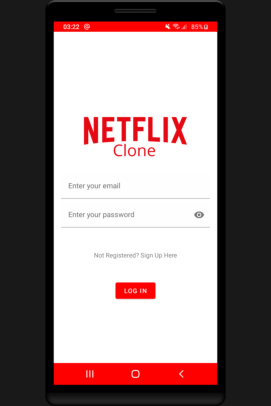 03:22 85%
NETFLIX
Clone
Enter your email
Enter your password
Not Registered? Sign Up Here
LOG IN